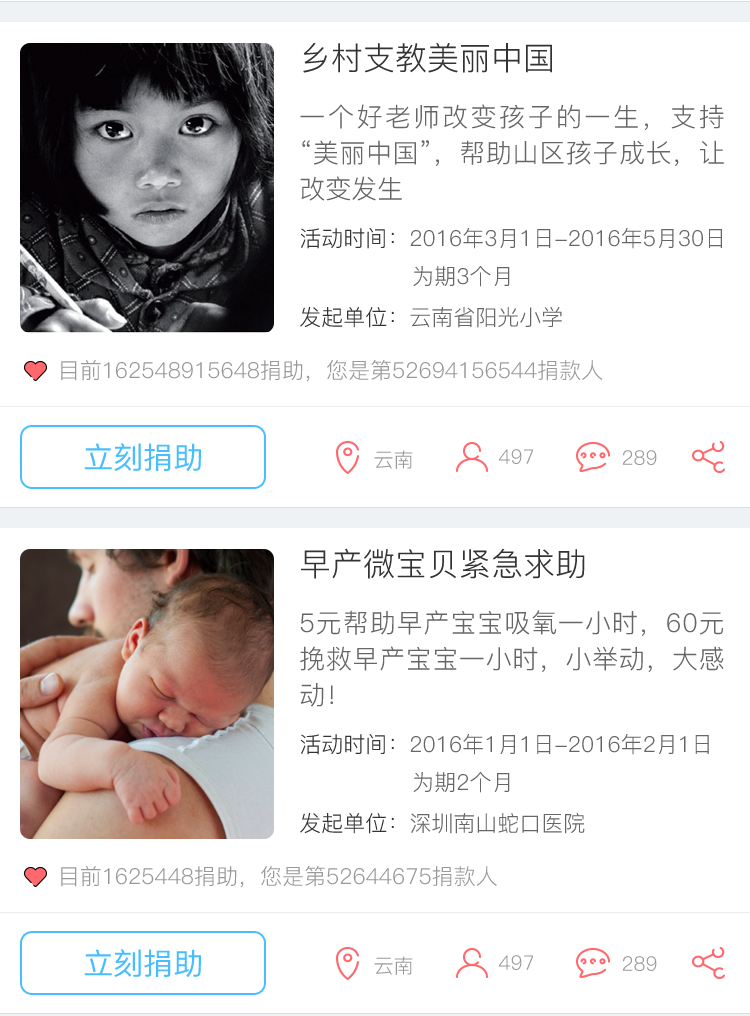 乡村支教美丽中国
一个好老师改变孩子的一生，支持
“美丽中国”，帮助山区孩子成长，让
改变发生
活动时间：2016年3月1日-2016年5月30日
为期3个月
发起单位：云南省阳光小学
目前162548915648捐助，您是第52694156544捐款人
立刻捐助 云南 497 289
早产微宝贝紧急求助
5元帮助早产宝宝吸氧一小时，60元
挽救早产宝宝一小时，小举动，大感
动！
活动时间：2016年1月1日-2016年2月1日
为期2个月
发起单位：深圳南山蛇口医院
目前1625448捐助，您是第52644675捐款人
立刻捐助 云南 497 289